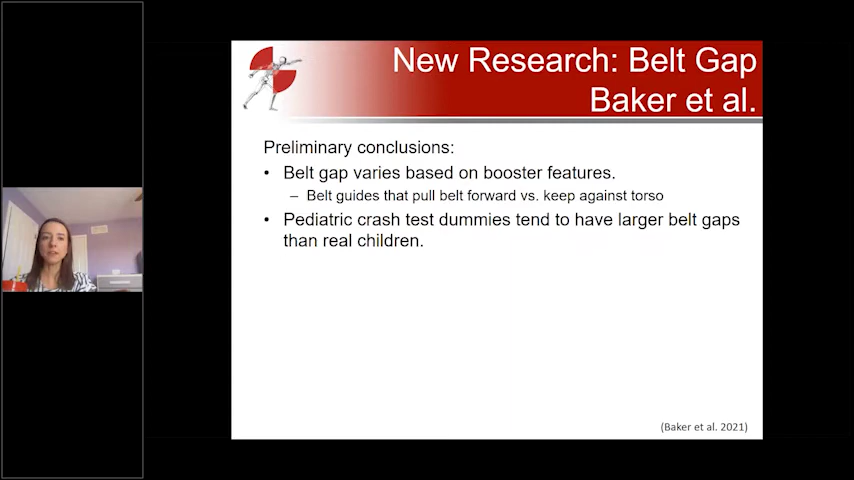 New Research: Belt Gap
Baker et al.
Preliminary conclusions:
• Belt gap varies based on booster features.
– Belt guides that pull belt forward vs. keep against torso
• Pediatric crash test dummies tend to have larger belt gaps
than real children.
(Baker et al. 2021)